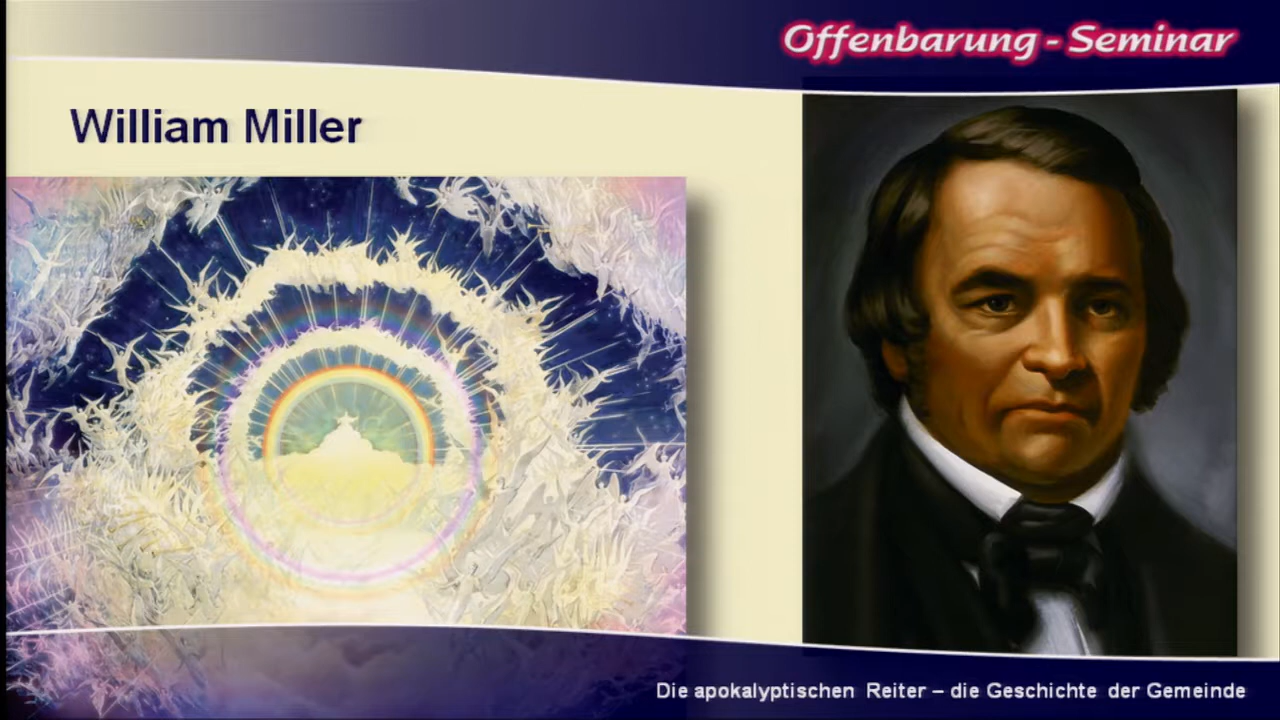 Offenbarung - Seminar
William Miller
Die apokalyptischen Reiter – die Geschichte der Gemeinde